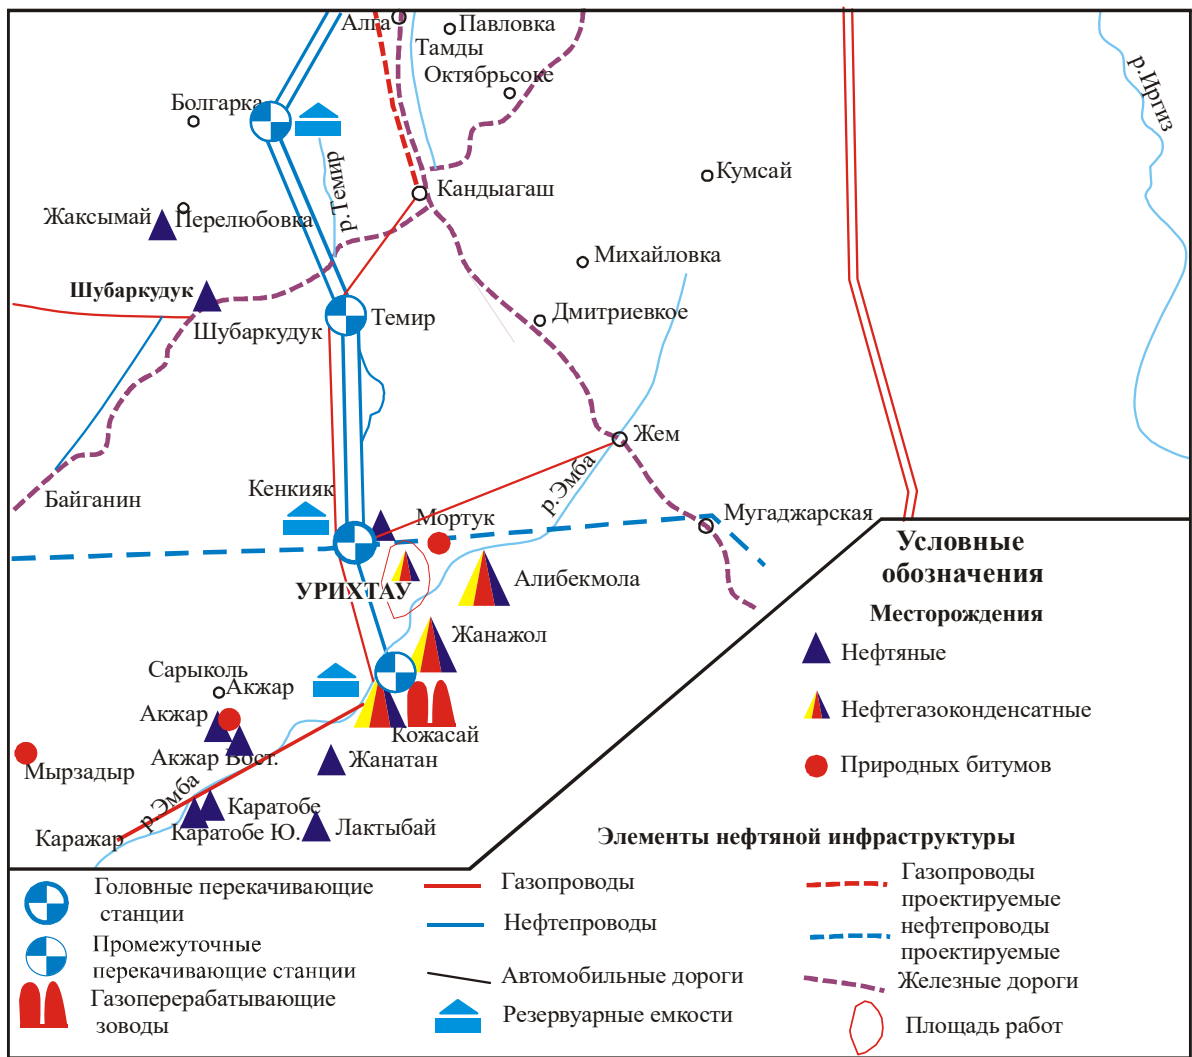 Алга
Павловка
Тамды
Октябрьсоке
р.Иргиз
Болгарка
р.Темир
Кумсай
Кандыагаш
Жаксымай
Перелюбовка
Михайловка
Шубаркудук
Дмитриевкое
Темир
Шубаркудук
Жем
р.Эмба
Байганин
Кенкияк
Мортук
Мугаджарская
Алибекмола
УРИХТАУ
Жанажол
Сарыколь
Акжар
Акжар
Кожасай
Акжар Вост.
Жанатан
Мырзадыр
р.Эмба
Каратобе
Каратобе Ю.
Лактыбай
Каражар
Условные
обозначения
Месторождения
Нефтяные
Нефтегазоконденсатные
Природных битумов
Элементы нефтяной инфраструктуры
Головные перекачивающие
станции
Промежуточные
перекачивающие станции
Газоперерабатывающие
зоводы
Газопроводы
Нефтепроводы
Автомобильные дороги
Резервуарные емкости
Газопроводы
проектируемые
нефтепроводы
проектируемые
Железные дороги
Площадь работ